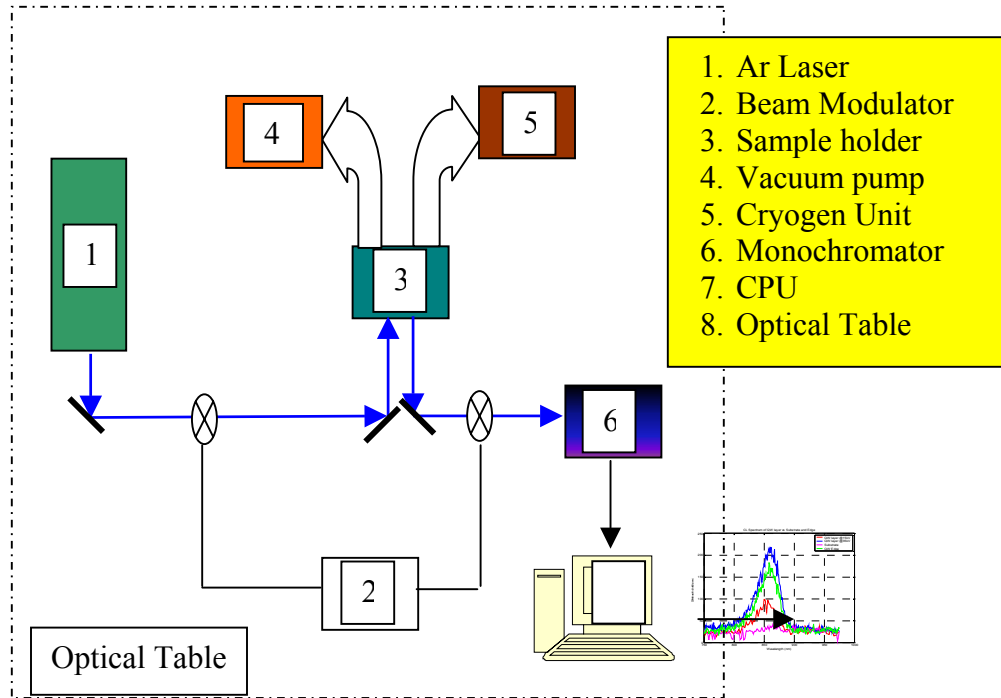 1. Ar Laser
2. Beam Modulator
3. Sample holder
4. Vacuum pump
5. Cryogen Unit
6. Monochromator
7. CPU
8. Optical Table
4
5
1
3
6
2
Optical Table